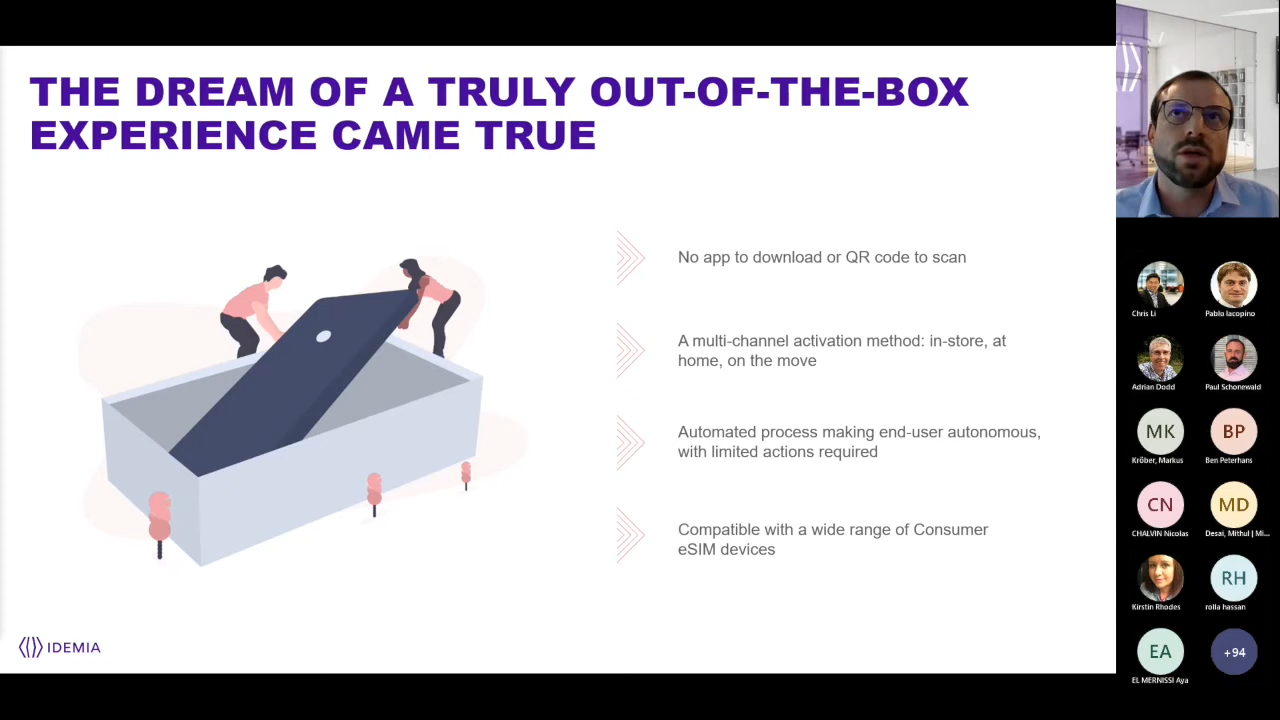 THE DREAM OF A TRULY OUT-OF-THE-BOX
EXPERIENCE CAME TRUE
No app to download or QR code to scan
A multi-channel activation method: in-store, at
home, on the move
Automated process making end-user autonomous,
with limited actions required
Compatible with a wide range of Consumer
eSIM devices
IDEMIA
Chris Li
Pablo Iacopino
Adrian Dodd
Paul Schonewald
MK
BP
Kröber, Markus
Ben Peterhans
CN
MD
CHALVIN Nicolas
Desai, Mithul | Mi...
RH
Kirstin Rhodes
rolla hassan
EA
+94
EL MERNISSI Aya